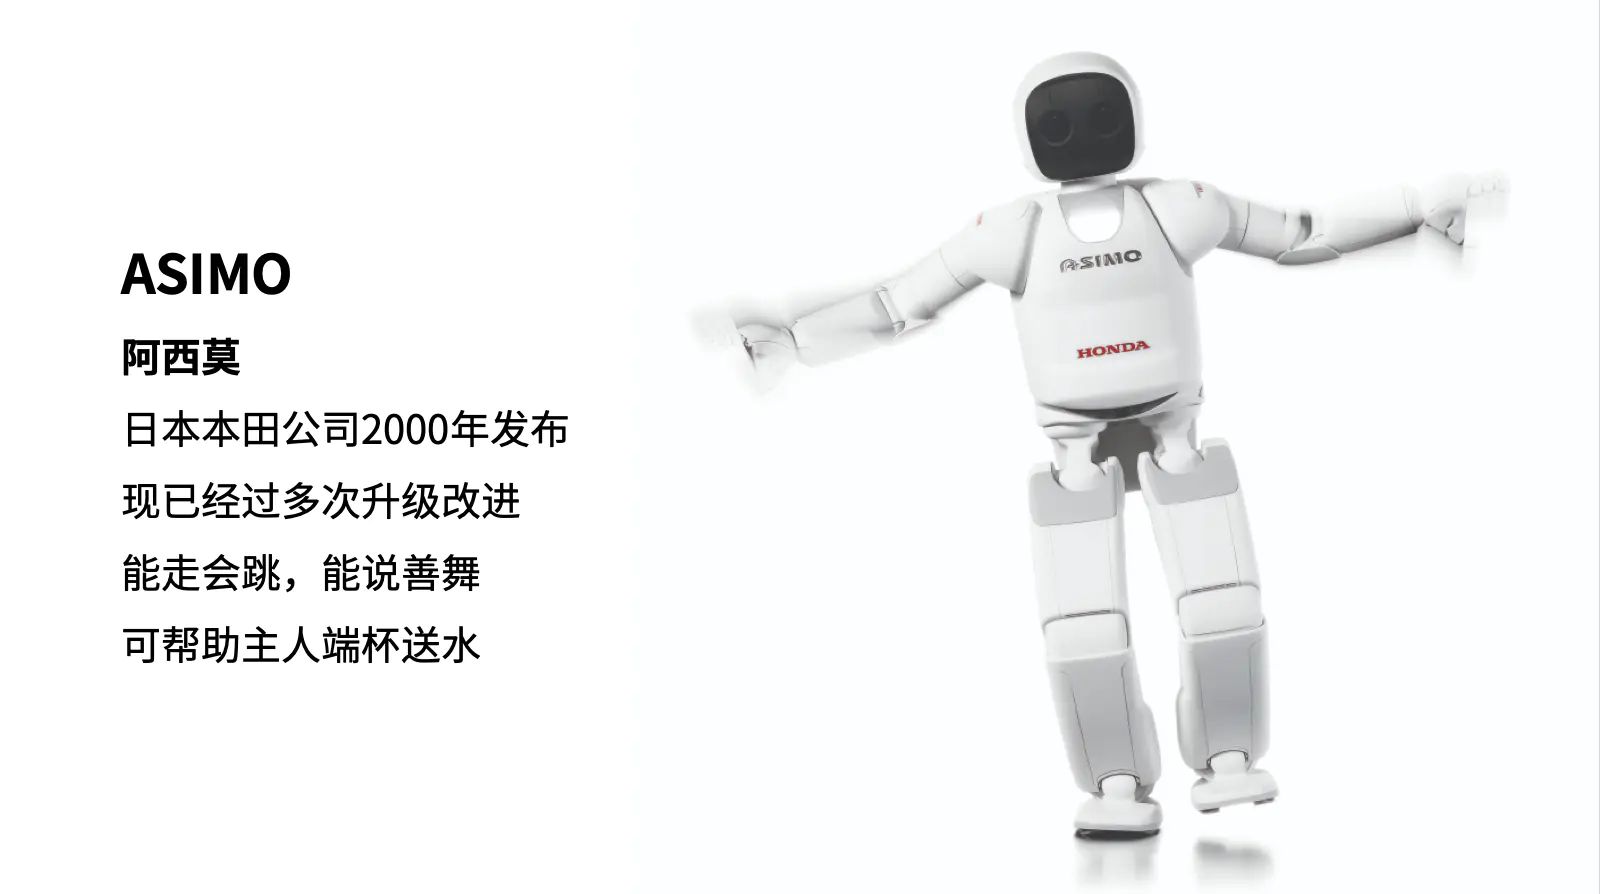 ASIMO
阿西莫
日本本田公司2000年发布
现已经过多次升级改进
能走会跳，能说善舞
可帮助主人端杯送水
ASIMO
HONDA